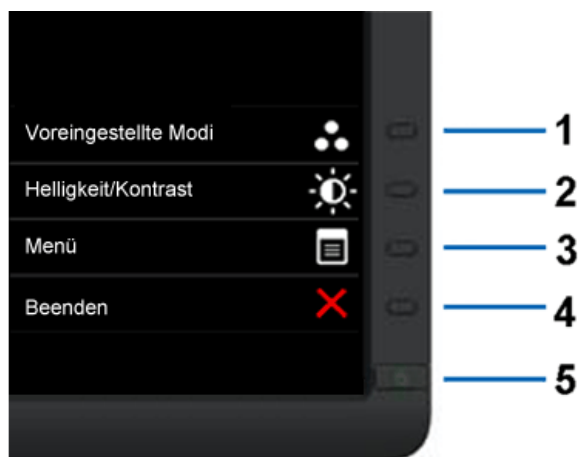 Voreingestellte Modi 1
Helligkeit/Kontrast 2
Menü 3
Beenden 4
5